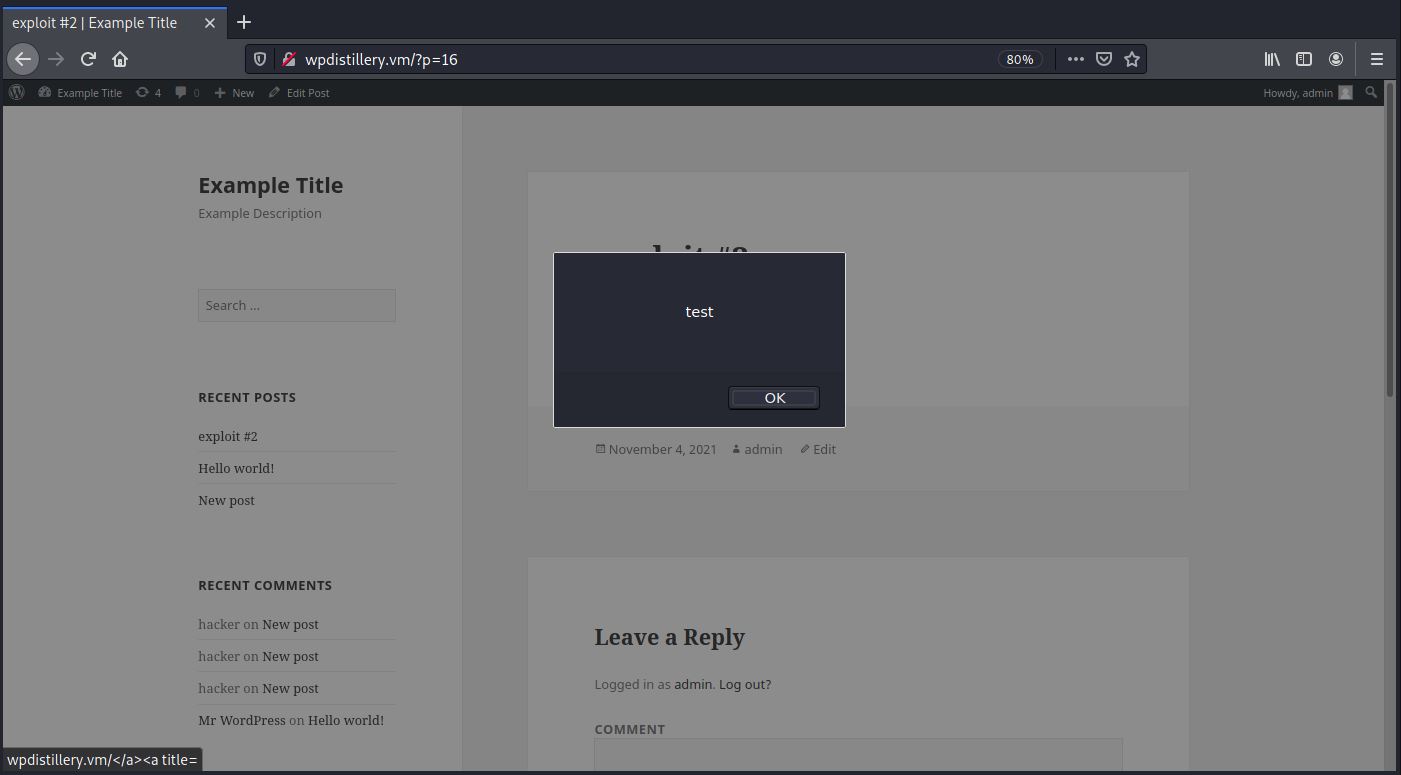 exploit #2 | Example Title
wpdistillery.vm/?p=16
80%
Example Title 4 0 New Edit Post
Howdy, admin
Example Title
Example Description
Search ...
RECENT POSTS
exploit #2
Hello world!
New post
RECENT COMMENTS
hacker on New post
hacker on New post
hacker on New post
Mr WordPress on Hello world!
test
OK
November 4, 2021 admin Edit
Leave a Reply
Logged in as admin. Log out?
COMMENT
wpdistillery.vm/</a><a title=